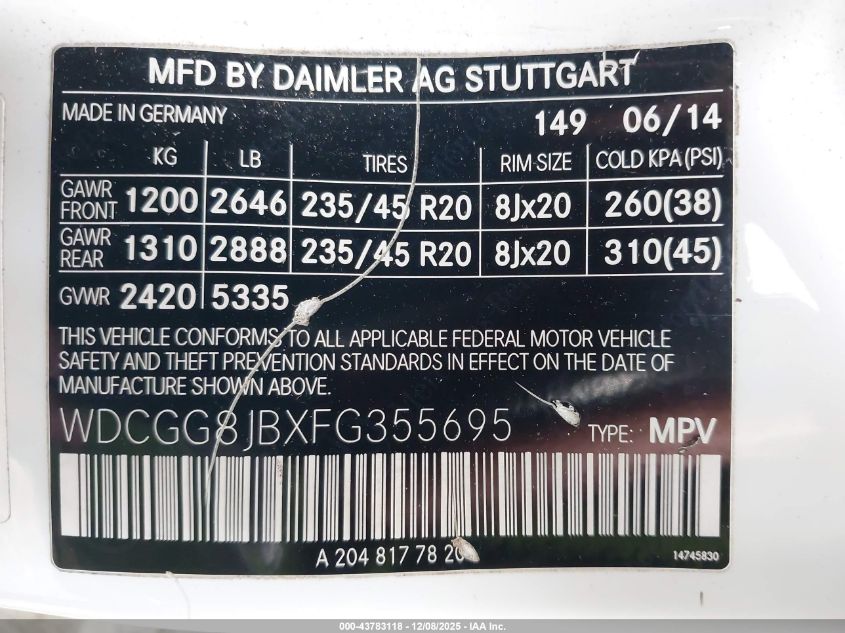 MFD BY DAIMLER AG STUTTGART
MADE IN GERMANY 149 06/14
KG LB TIRES RIM SIZE COLD KPA (PSI)
GAWR FRONT 1200 2646 235/45 R20 8Jx20 260(38)
GAWR REAR 1310 2888 235/45 R20 8Jx20 310(45)
GVWR 2420 5335
THIS VEHICLE CONFORMS TO ALL APPLICABLE FEDERAL MOTOR VEHICLE
SAFETY AND THEFT PREVENTION STANDARDS IN EFFECT ON THE DATE OF
MANUFACTURE SHOWN ABOVE.
WDCGG8JBXFG355695 TYPE: MPV
A 204 817 78 20 14745830
000-43783118 - 12/08/2025 - IAA Inc.